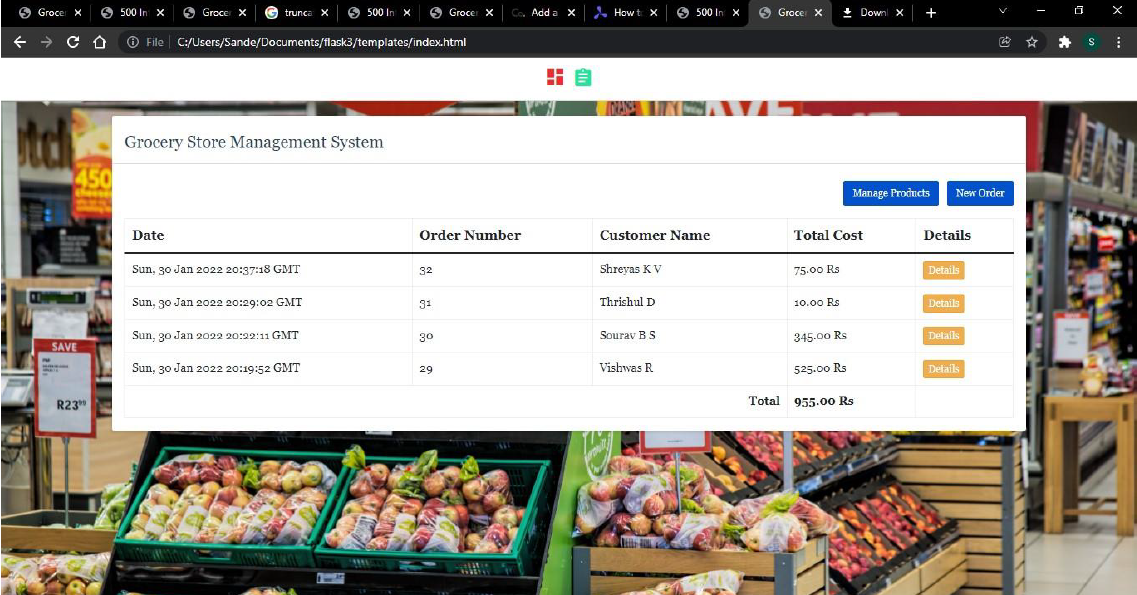 Grocer
500 In
Grocer
trunca
500 In
Grocer
Add a
How t
500 In
Grocer
Downl
File C:/Users/Sande/Documents/flask3/templates/index.html
S
Grocery Store Management System
Manage Products New Order
Date Order Number Customer Name Total Cost Details
Sun, 30 Jan 2022 20:37:18 GMT 32 Shreyas K V 75.00 Rs Details
Sun, 30 Jan 2022 20:29:02 GMT 31 Thrishul D 10.00 Rs Details
Sun, 30 Jan 2022 20:22:11 GMT 30 Sourav B S 345.00 Rs Details
Sun, 30 Jan 2022 20:19:52 GMT 29 Vishwas R 525.00 Rs Details
Total 955.00 Rs
450
SAVE
R23⁹⁹